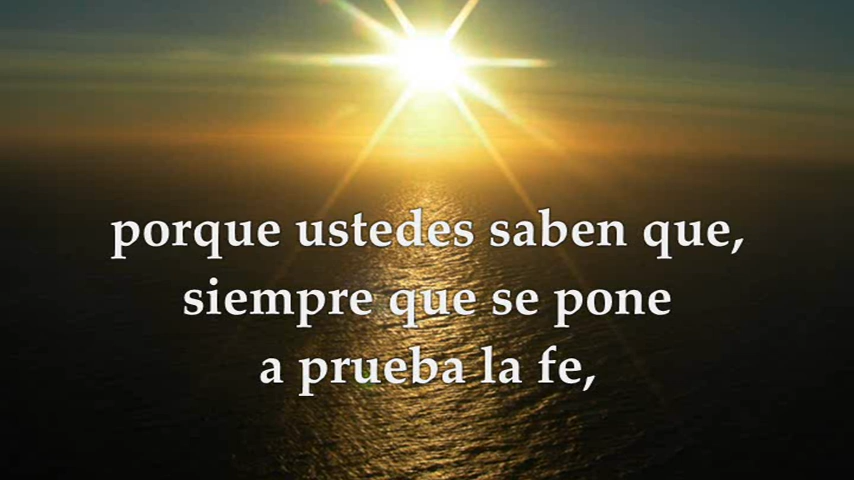 porque ustedes saben que,
siempre que se pone
a prueba la fe,